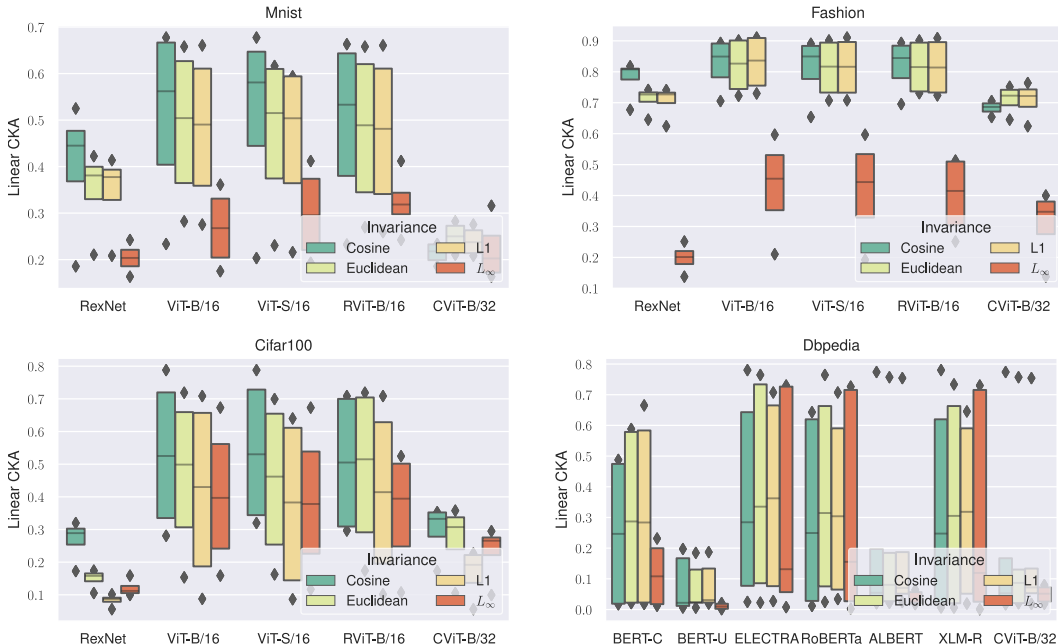 Mnist
Linear CKA
0.7
0.6
0.5
0.4
0.3
0.2
Invariance
Cosine
Euclidean
L1
L∞
RexNet ViT-B/16 ViT-S/16 RViT-B/16 CViT-B/32
Fashion
Linear CKA
0.9
0.8
0.7
0.6
0.5
0.4
0.3
0.2
0.1
Invariance
Cosine
Euclidean
L1
L∞
RexNet ViT-B/16 ViT-S/16 RViT-B/16 CViT-B/32
Cifar100
Linear CKA
0.8
0.7
0.6
0.5
0.4
0.3
0.2
0.1
Invariance
Cosine
Euclidean
L1
L∞
RexNet ViT-B/16 ViT-S/16 RViT-B/16 CViT-B/32
Dbpedia
Linear CKA
0.8
0.7
0.6
0.5
0.4
0.3
0.2
0.1
0.0
Invariance
Cosine
Euclidean
L1
L∞
BERT-C BERT-U ELECTRA RoBERTa ALBERT XLM-R CViT-B/32